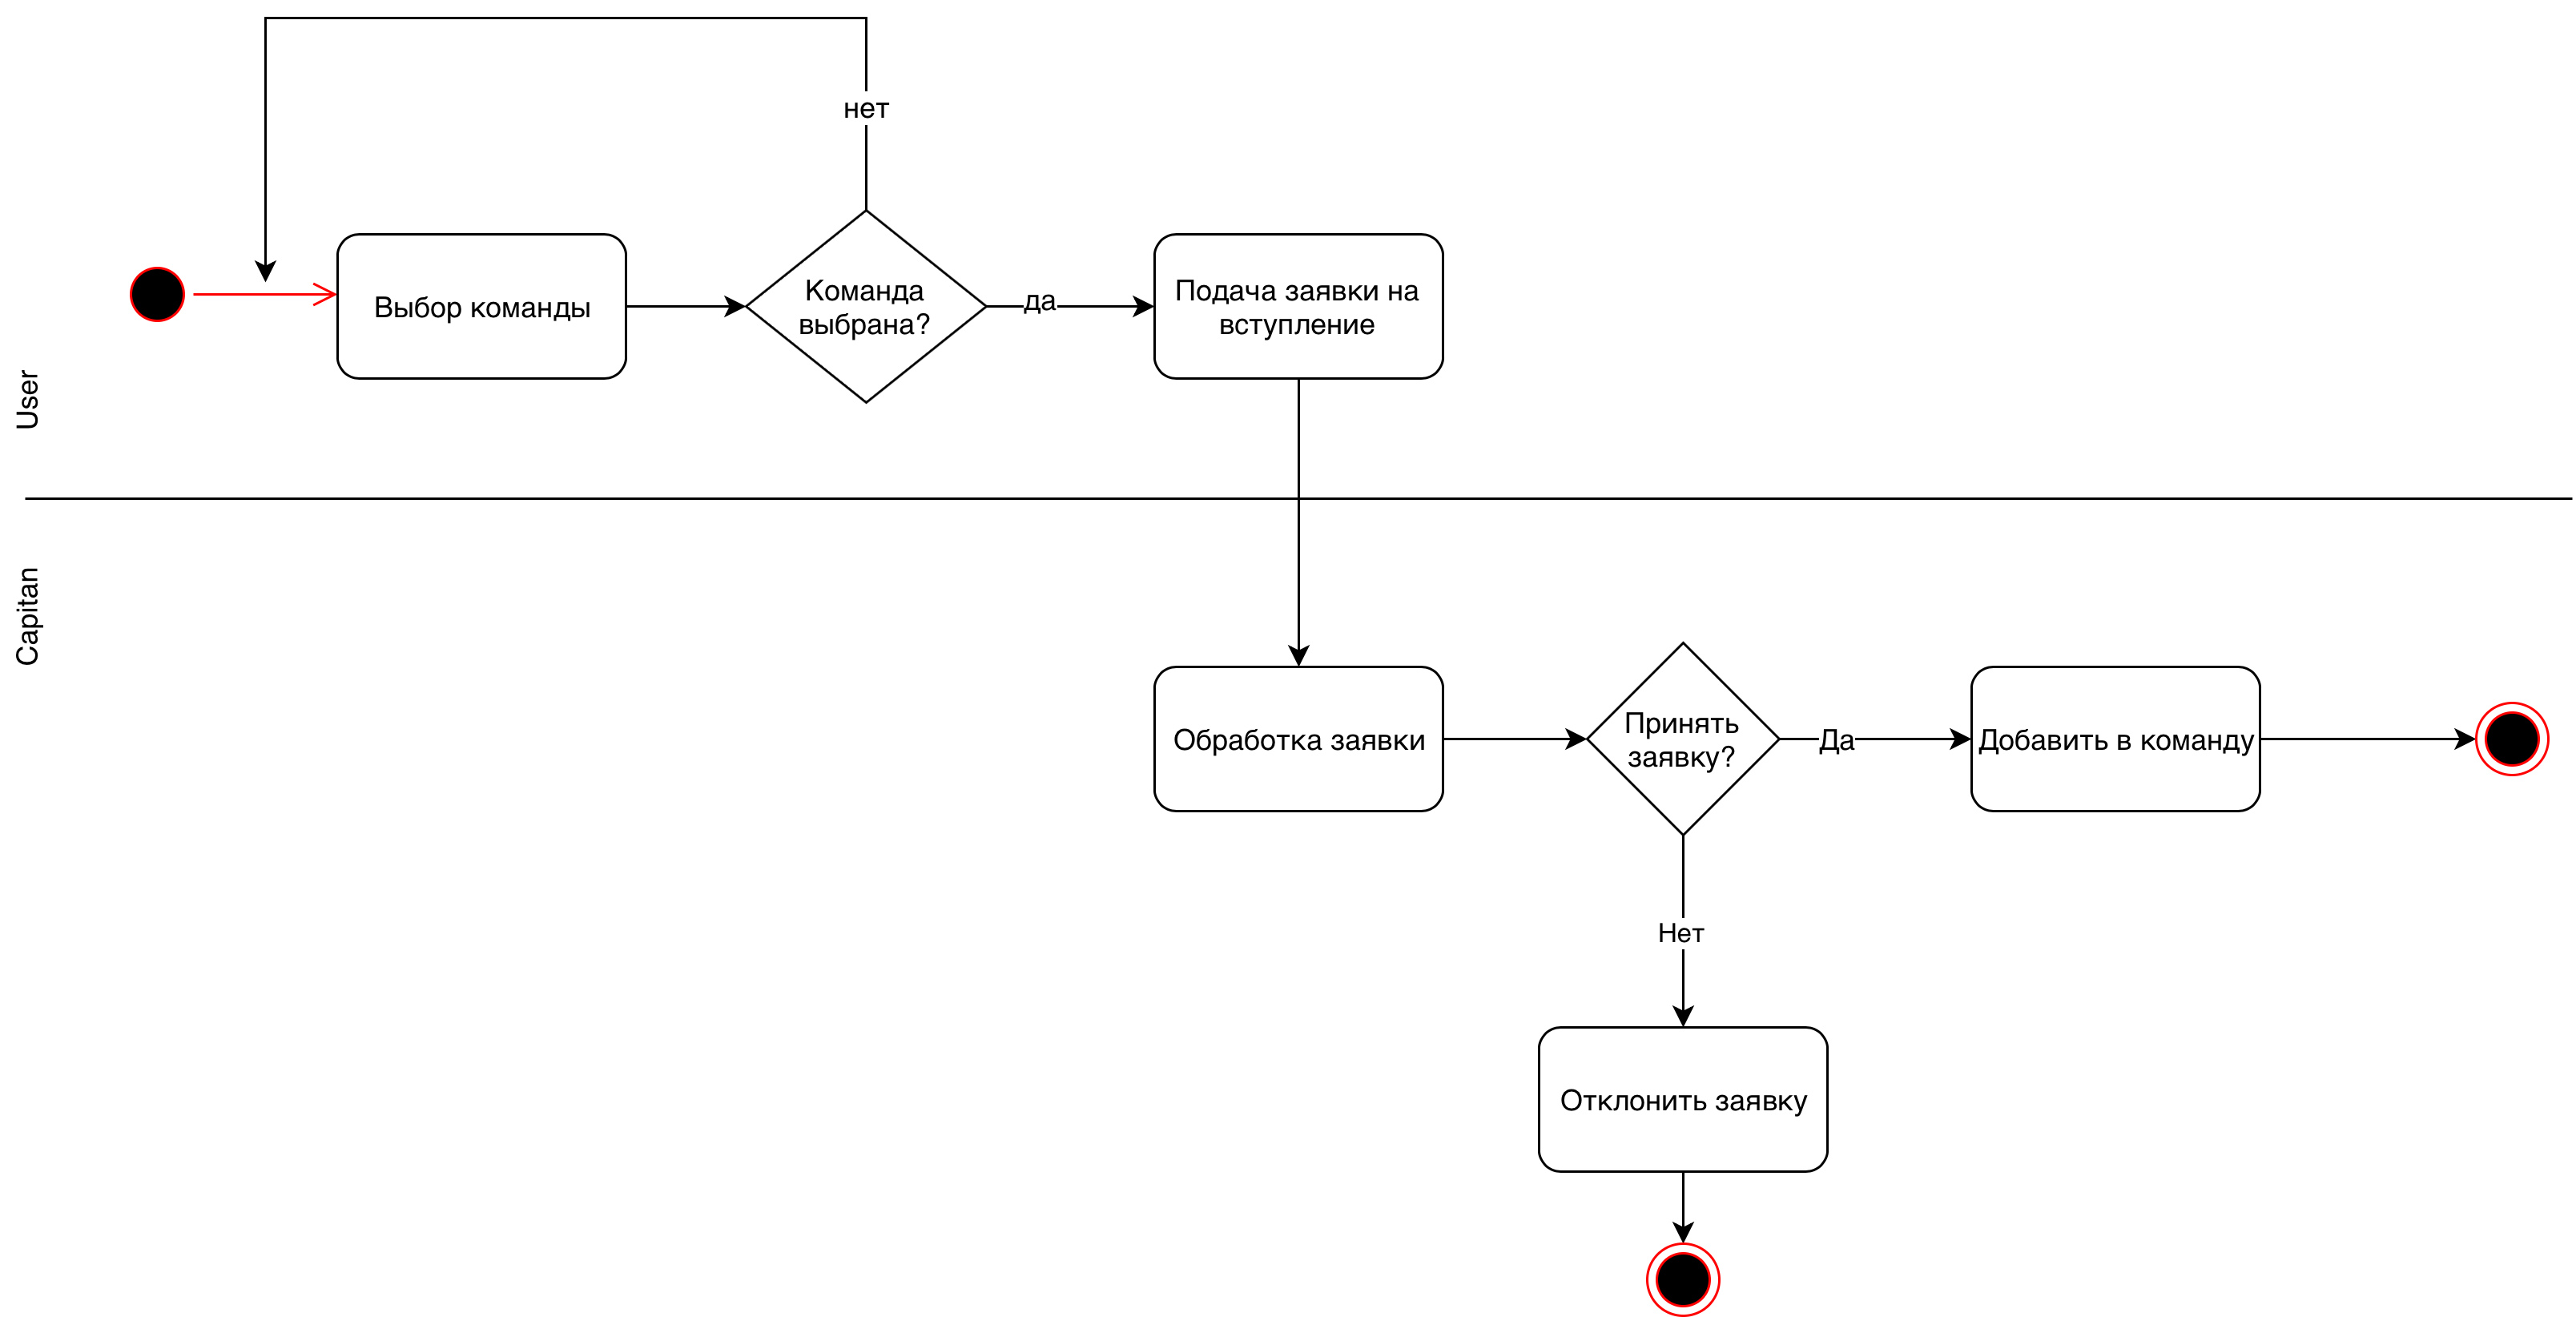 нет
Выбор команды
Команда
выбрана?
да
Подача заявки на
вступление
User
Capitan
Обработка заявки
Принять
заявку?
Да
Добавить в команду
Нет
Отклонить заявку